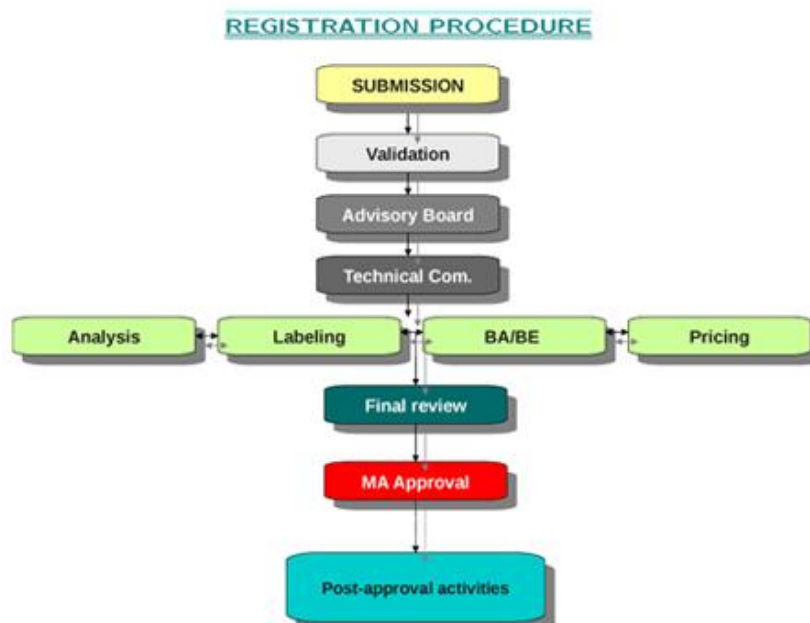 REGISTRATION PROCEDURE
SUBMISSION
Validation
Advisory Board
Technical Com.
Analysis
Labeling
BA/BE
Pricing
Final review
MA Approval
Post-approval activities